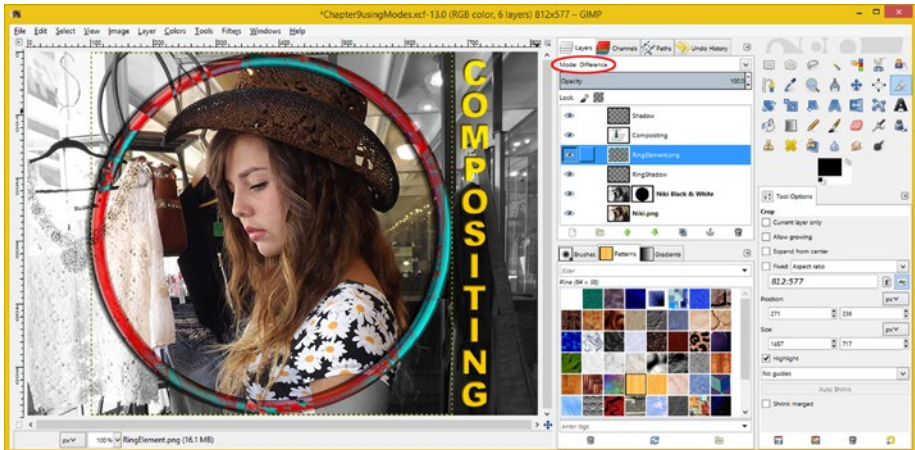 *Chapter9usingModes.xcf-13.0 (RGB color, 6 layers) 812x577 – GIMP
File Edit Select View Image Layer Colors Tools Filters Windows Help
COMPOSITING
px 100% RingElement.png (16.1 MB)
Layers Channels Paths Undo History
Mode: Difference
Opacity 100.0
Lock:
Shadow
Compositing
RingElement.png
RingShadow
Niki Black & White
Niki.png
Brushes Patterns Gradients
filter
Pine (64 × 56)
enter tags
Tool Options
Crop
Current layer only
Allow growing
Expand from center
Fixed: Aspect ratio
812:577
Position: px
271 236
Size: px
717
Highlight
No guides
Auto Shrink
Shrink merged